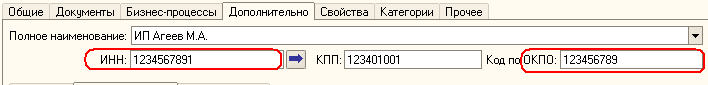 Общие Документы Бизнес-процессы Дополнительно Свойства Категории Прочее
Полное наименование: ИП Агеев М.А.
ИНН: 1234567891 КПП: 123401001 Код по ОКПО: 123456789